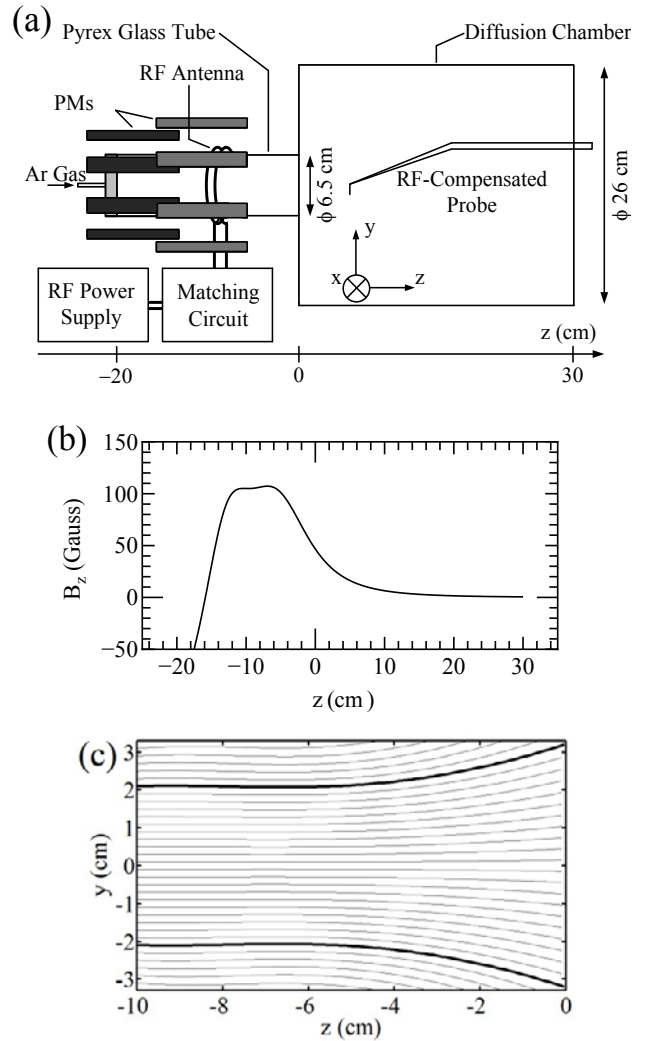 (a)
Pyrex Glass Tube
Diffusion Chamber
RF Antenna
PMs
Ar Gas
ϕ 6.5 cm
RF-Compensated
Probe
ϕ 26 cm
y
x
z
RF Power
Supply
Matching
Circuit
z (cm)
−20
0
30
(b)
150
100
50
0
−50
B_z (Gauss)
−20
−10
0
10
20
30
z (cm)
(c)
3
2
1
0
-1
-2
-3
y (cm)
-10
-8
-6
-4
-2
0
z (cm)